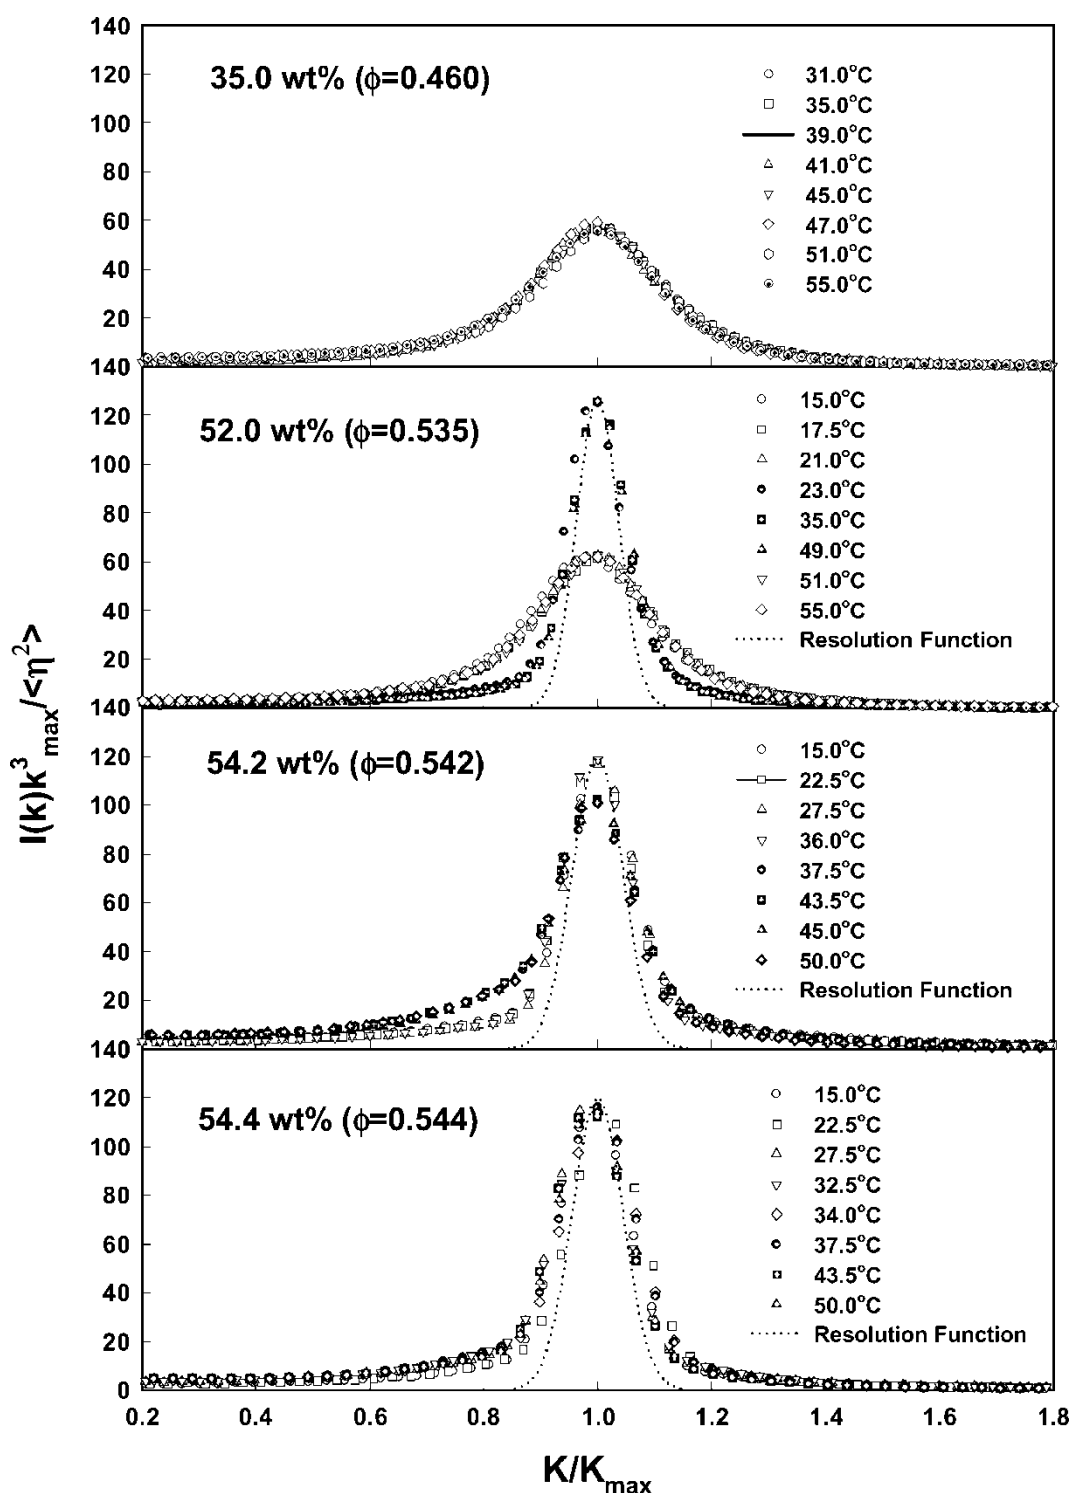 I(k)k³max/<η²>
140
120
100
80
60
40
20
35.0 wt% (ϕ=0.460)
31.0°C
35.0°C
39.0°C
41.0°C
45.0°C
47.0°C
51.0°C
55.0°C
140
120
100
80
60
40
20
52.0 wt% (ϕ=0.535)
15.0°C
17.5°C
21.0°C
23.0°C
35.0°C
49.0°C
51.0°C
55.0°C
Resolution Function
140
120
100
80
60
40
20
54.2 wt% (ϕ=0.542)
15.0°C
22.5°C
27.5°C
36.0°C
37.5°C
43.5°C
45.0°C
50.0°C
Resolution Function
140
120
100
80
60
40
20
0
54.4 wt% (ϕ=0.544)
15.0°C
22.5°C
27.5°C
32.5°C
34.0°C
37.5°C
43.5°C
50.0°C
Resolution Function
0.2 0.4 0.6 0.8 1.0 1.2 1.4 1.6 1.8
K/Kmax